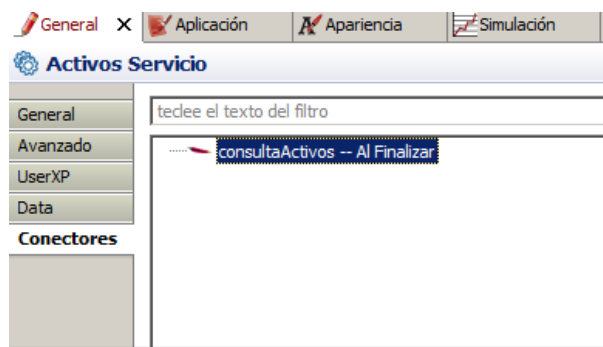 General X Aplicación Apariencia Simulación
Activos Servicio
General
teclee el texto del filtro
Avanzado
consultaActivos -- Al Finalizar
UserXP
Data
Conectores